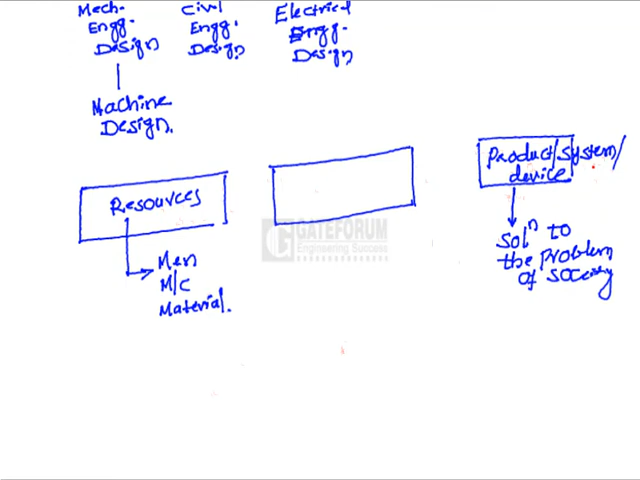 Mech. Civil Electrical
Engg. Engg. Engg.
Design Design Design
Machine
Design.
Product/System/
device
Resources
GATEFORUM
Engineering Success
Men
M/C
Material.
Solⁿ to
the problem
of society